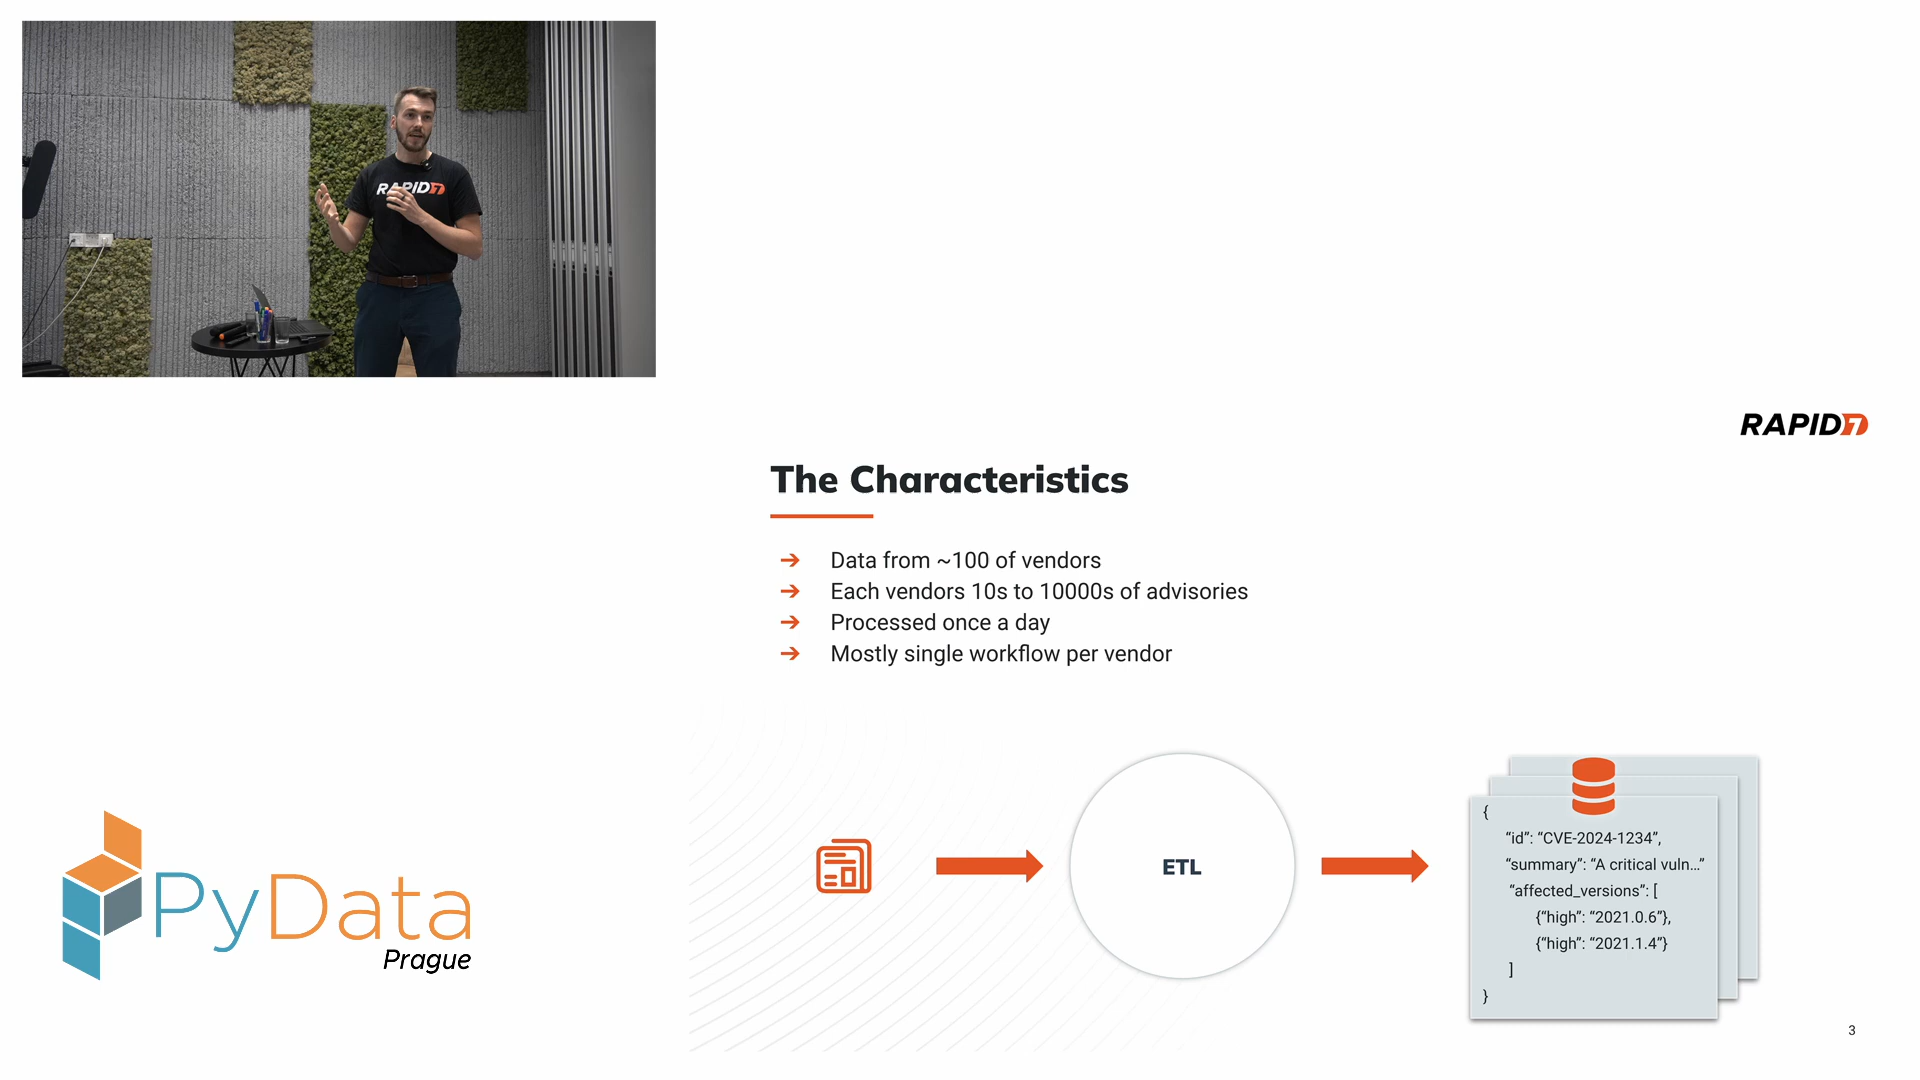 RAPID7
RAPID7
The Characteristics
➔ Data from ~100 of vendors
➔ Each vendors 10s to 10000s of advisories
➔ Processed once a day
➔ Mostly single workflow per vendor
ETL
{
“id”: “CVE-2024-1234”,
“summary”: “A critical vuln...”
“affected_versions”: [
{“high”: “2021.0.6”},
{“high”: “2021.1.4”}
]
}
PyData
Prague
3